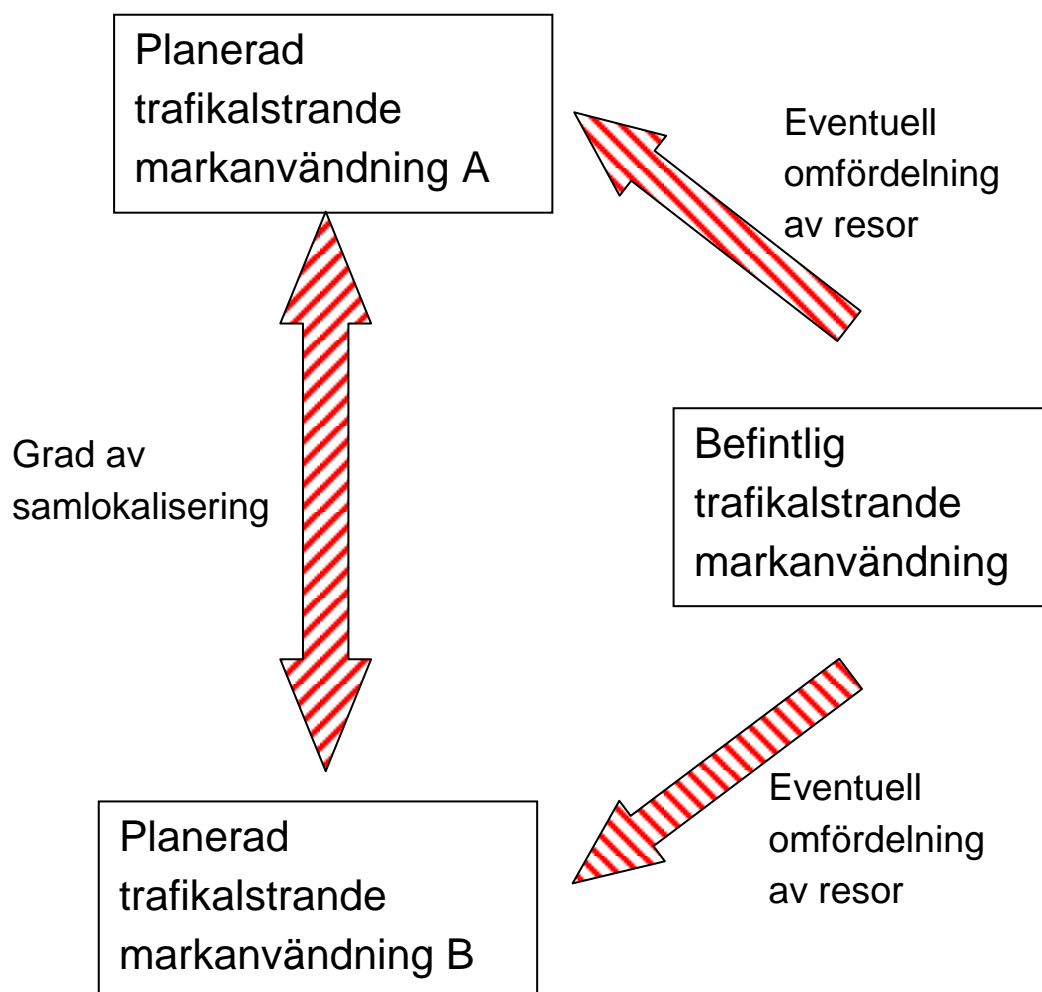 Planerad
trafikalstrande
markanvändning A
Eventuell
omfördelning
av resor
Grad av
samlokalisering
Befintlig
trafikalstrande
markanvändning
Planerad
trafikalstrande
markanvändning B
Eventuell
omfördelning
av resor